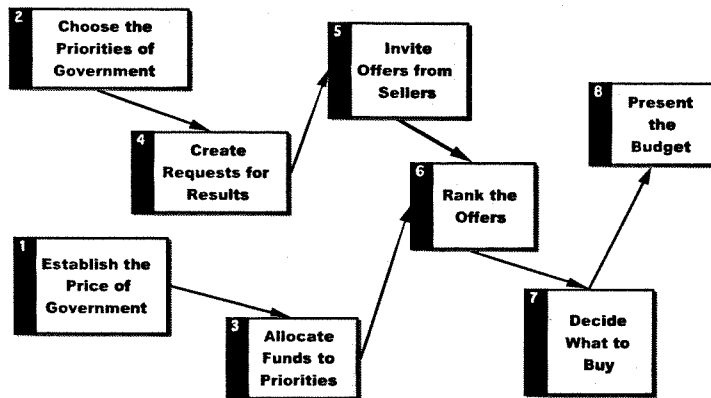 2
Choose the
Priorities of
Government
5
Invite
Offers from
Sellers
8
Present
the
Budget
4
Create
Requests for
Results
6
Rank the
Offers
1
Establish the
Price of
Government
3
Allocate
Funds to
Priorities
7
Decide
What to
Buy